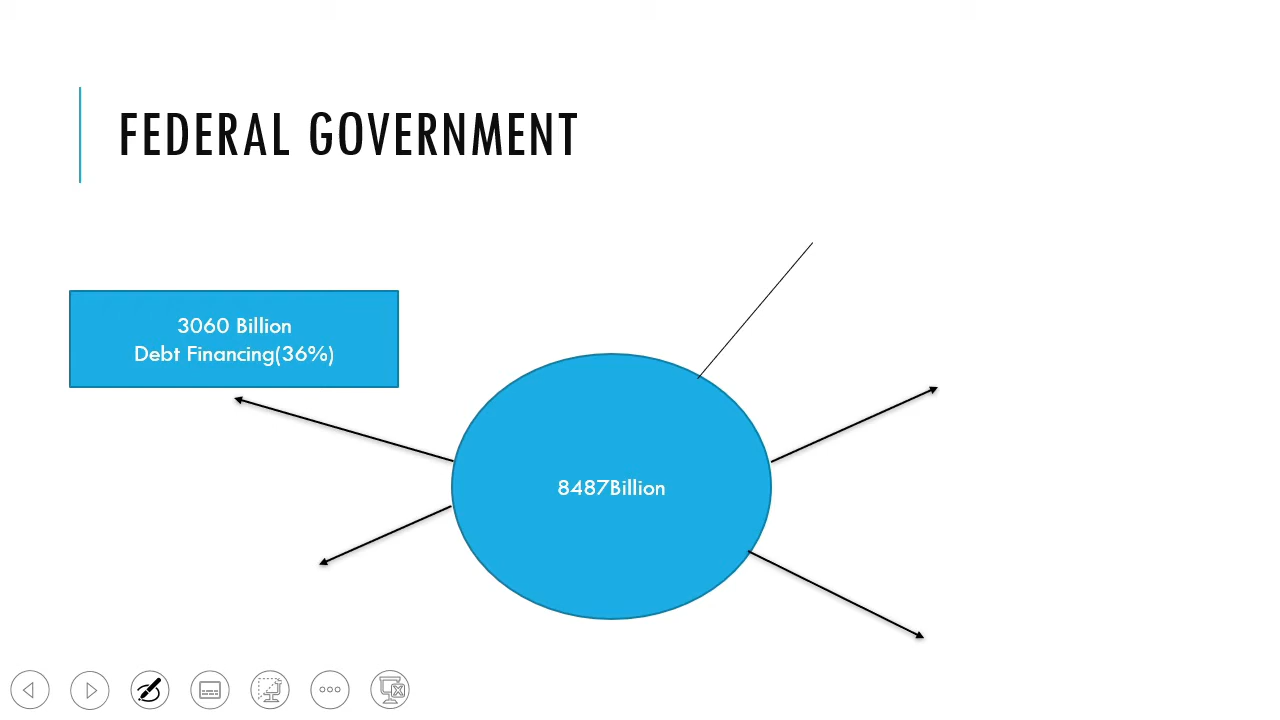 FEDERAL GOVERNMENT
3060 Billion
Debt Financing(36%)
8487Billion